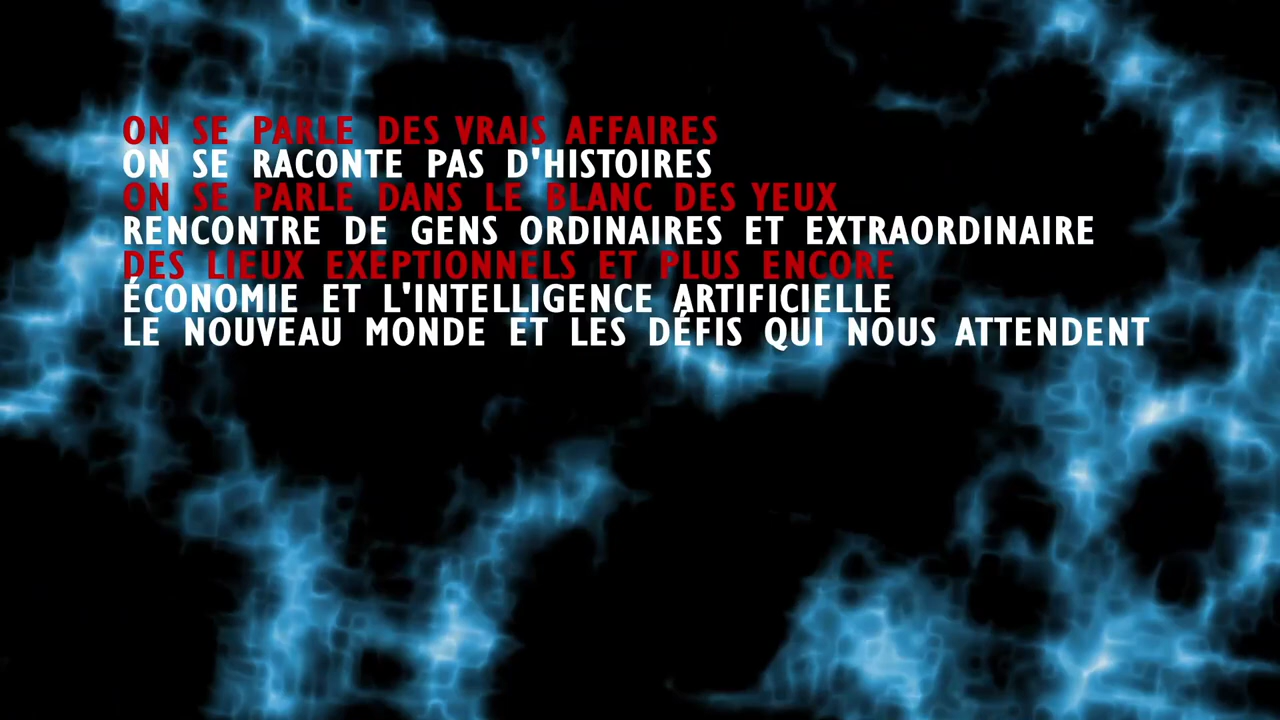 ON SE PARLE DES VRAIS AFFAIRES
ON SE RACONTE PAS D'HISTOIRES
ON SE PARLE DANS LE BLANC DES YEUX
RENCONTRE DE GENS ORDINAIRES ET EXTRAORDINAIRE
DES LIEUX EXEPTIONNELS ET PLUS ENCORE
ÉCONOMIE ET L'INTELLIGENCE ARTIFICIELLE
LE NOUVEAU MONDE ET LES DÉFIS QUI NOUS ATTENDENT